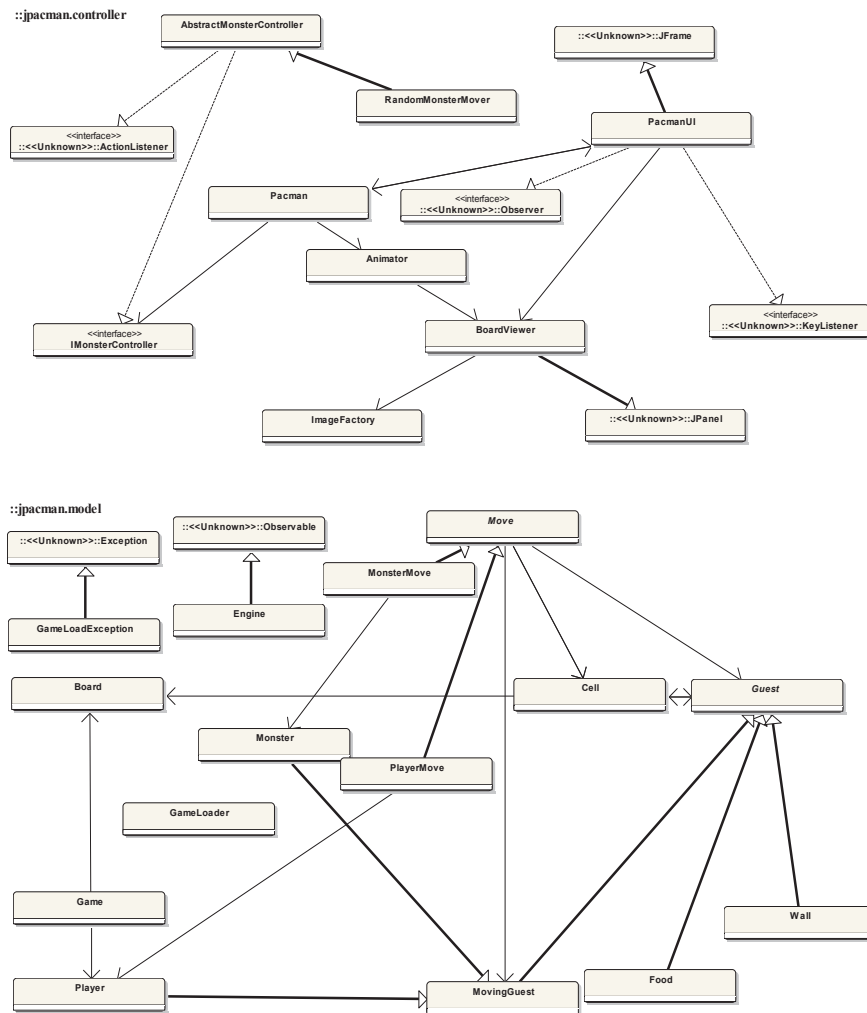 ::jpacman.controller
AbstractMonsterController
::<<Unknown>>::JFrame
RandomMonsterMover
PacmanUI
<<interface>>
::<<Unknown>>::ActionListener
Pacman
<<interface>>
::<<Unknown>>::Observer
Animator
<<interface>>
IMonsterController
BoardViewer
<<interface>>
::<<Unknown>>::KeyListener
ImageFactory
::<<Unknown>>::JPanel
::jpacman.model
::<<Unknown>>::Exception
::<<Unknown>>::Observable
Move
MonsterMove
GameLoadException
Engine
Board
Cell
Guest
Monster
PlayerMove
GameLoader
Game
Wall
Player
MovingGuest
Food